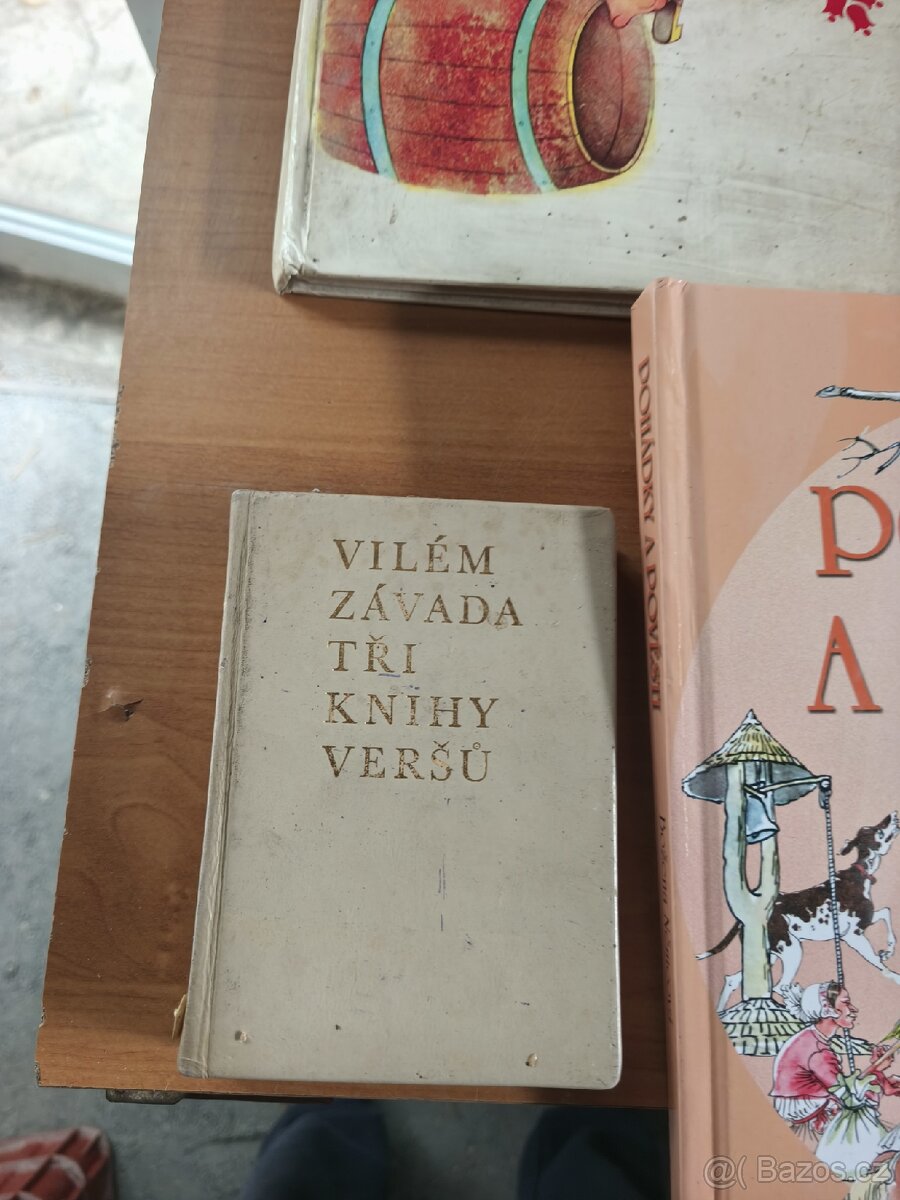 VILÉM
ZÁVADA
TŘI
KNIHY
VERŠŮ
POHÁDKY A POVĚSTI
A
@( Bazos.cz